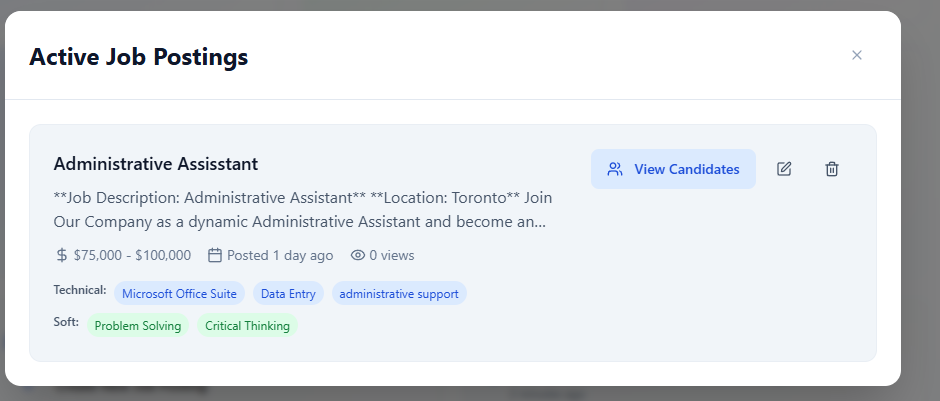 Active Job Postings
Administrative Assisstant
View Candidates
**Job Description: Administrative Assistant** **Location: Toronto** Join
Our Company as a dynamic Administrative Assistant and become an...
$75,000 - $100,000 Posted 1 day ago 0 views
Technical: Microsoft Office Suite Data Entry administrative support
Soft: Problem Solving Critical Thinking